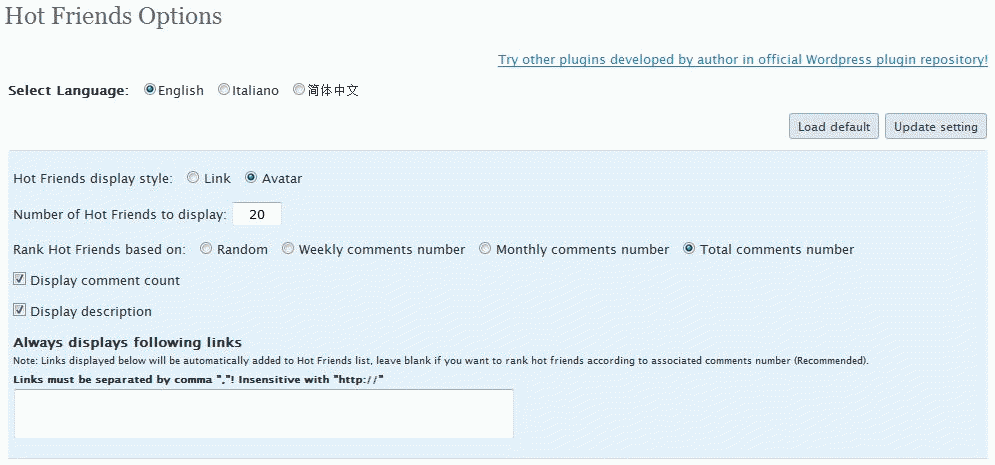 Hot Friends Options
Try other plugins developed by author in official Wordpress plugin repository!
Select Language: English Italiano 简体中文
Load default Update setting
Hot Friends display style: Link Avatar
Number of Hot Friends to display: 20
Rank Hot Friends based on: Random Weekly comments number Monthly comments number Total comments number
Display comment count
Display description
Always displays following links
Note: Links displayed below will be automatically added to Hot Friends list, leave blank if you want to rank hot friends according to associated comments number (Recommended).
Links must be separated by comma ","! Insensitive with "http://"